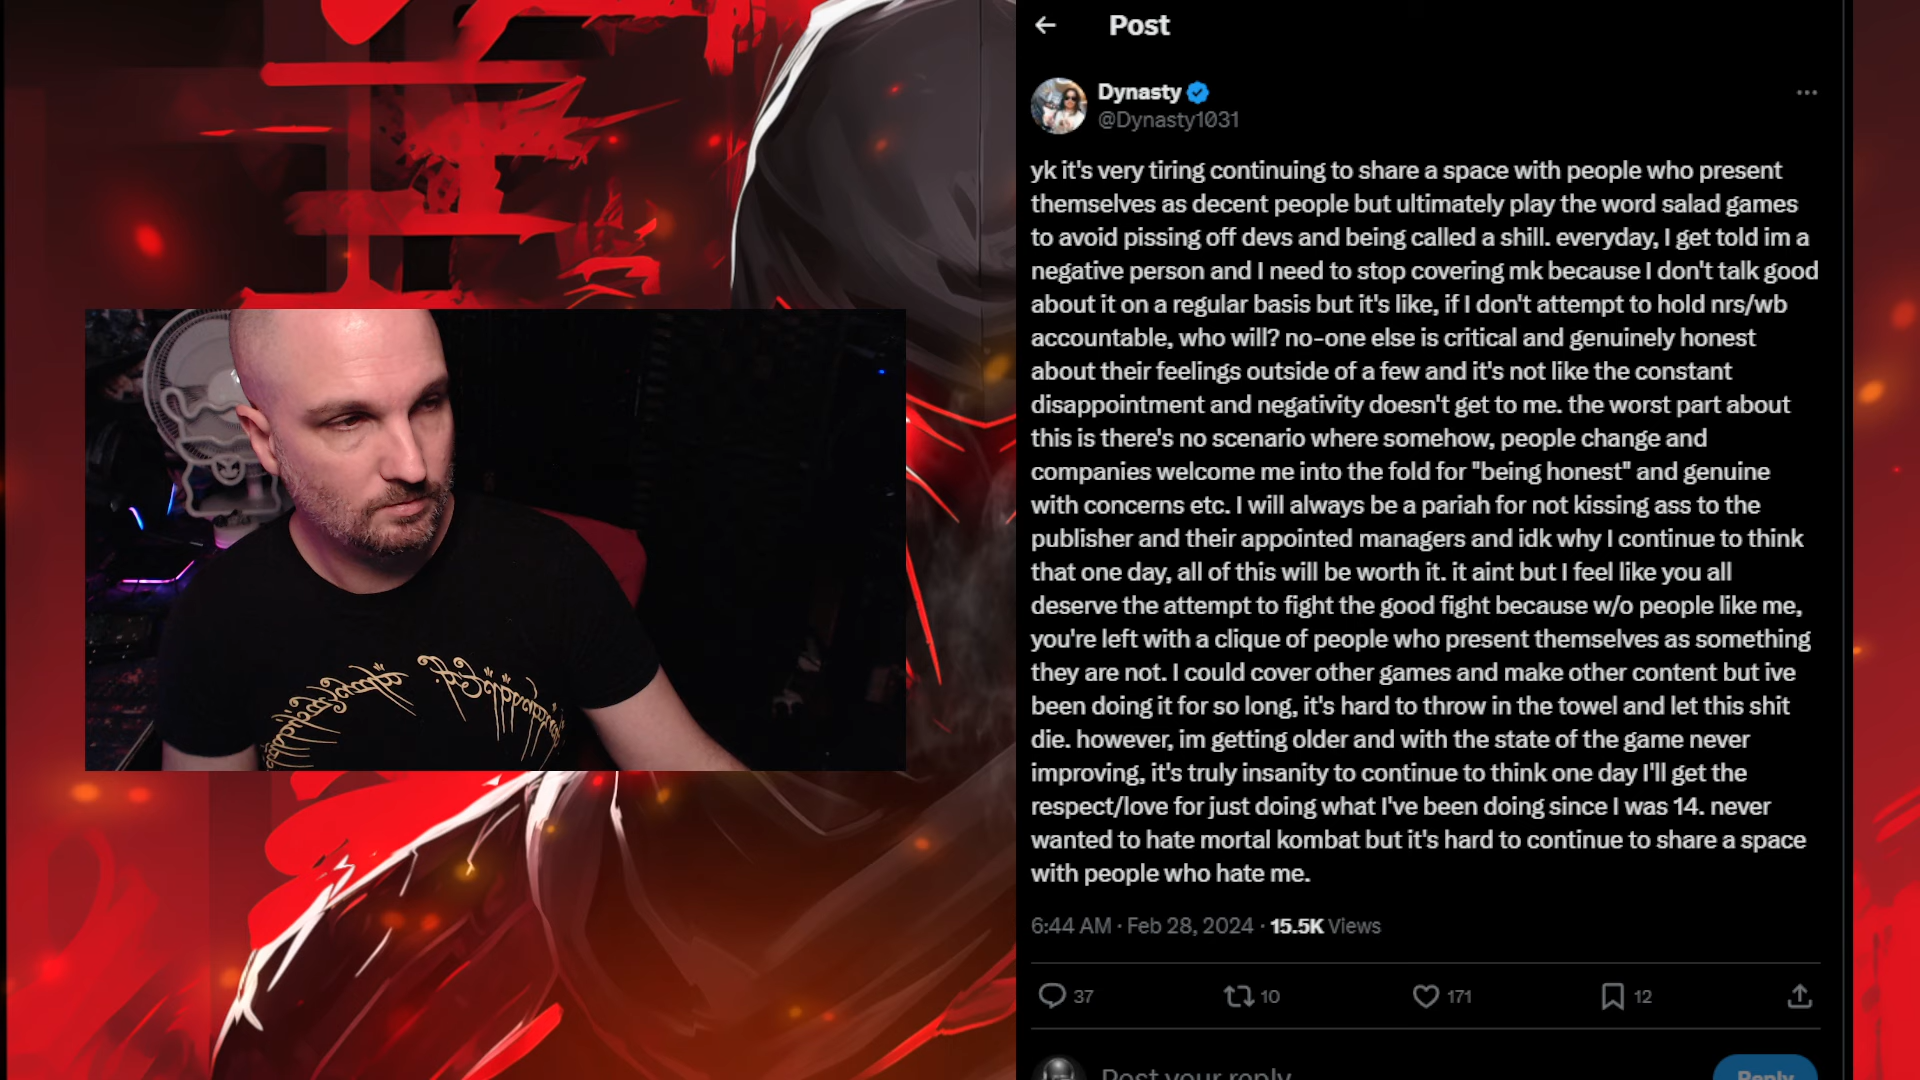 Post
Dynasty
@Dynasty1031
yk it's very tiring continuing to share a space with people who present
themselves as decent people but ultimately play the word salad games
to avoid pissing off devs and being called a shill. everyday, I get told im a
negative person and I need to stop covering mk because I don't talk good
about it on a regular basis but it's like, if I don't attempt to hold nrs/wb
accountable, who will? no-one else is critical and genuinely honest
about their feelings outside of a few and it's not like the constant
disappointment and negativity doesn't get to me. the worst part about
this is there's no scenario where somehow, people change and
companies welcome me into the fold for "being honest" and genuine
with concerns etc. I will always be a pariah for not kissing ass to the
publisher and their appointed managers and idk why I continue to think
that one day, all of this will be worth it. it aint but I feel like you all
deserve the attempt to fight the good fight because w/o people like me,
you're left with a clique of people who present themselves as something
they are not. I could cover other games and make other content but ive
been doing it for so long, it's hard to throw in the towel and let this shit
die. however, im getting older and with the state of the game never
improving, it's truly insanity to continue to think one day I'll get the
respect/love for just doing what I've been doing since I was 14. never
wanted to hate mortal kombat but it's hard to continue to share a space
with people who hate me.
6:44 AM · Feb 28, 2024 · 15.5K Views
37 10 171 12
Post your reply
Reply